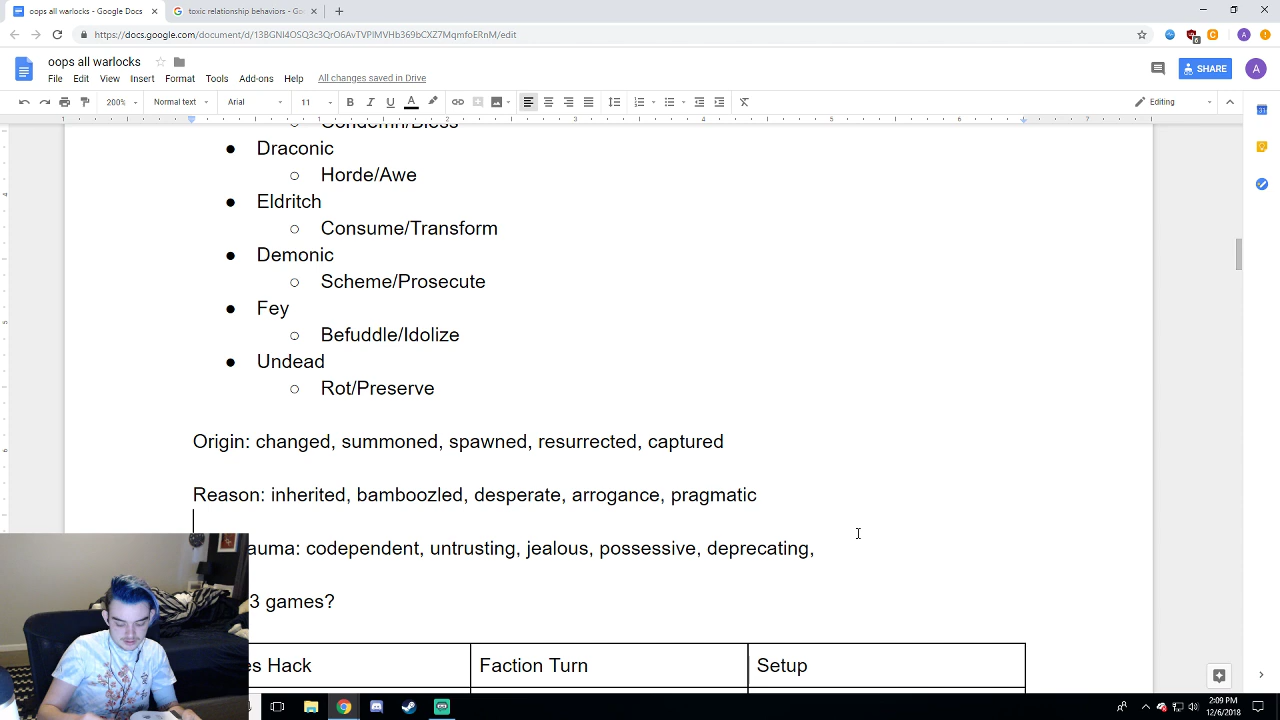 oops all warlocks - Google Docs
toxic relationship behaviors - Go
https://docs.google.com/document/d/
oops all warlocks
File Edit View Insert Format Tools Add-ons Help All changes saved in Drive
SHARE
A
200% Normal text Arial 11 Editing
Condemn/Bless
Draconic
Horde/Awe
Eldritch
Consume/Transform
Demonic
Scheme/Prosecute
Fey
Befuddle/Idolize
Undead
Rot/Preserve
Origin: changed, summoned, spawned, resurrected, captured
Reason: inherited, bamboozled, desperate, arrogance, pragmatic
auma: codependent, untrusting, jealous, possessive, deprecating,
3 games?
es Hack Faction Turn Setup
2:09 PM
12/6/2018